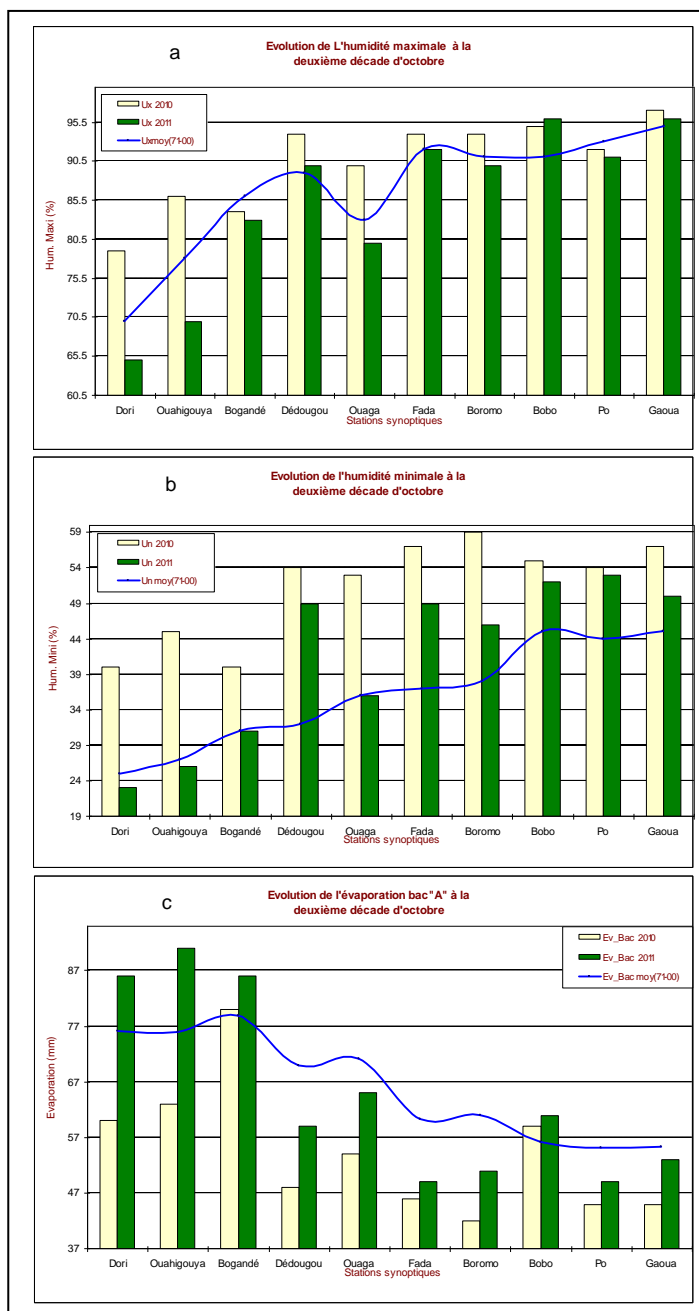 a
Evolution de L'humidité maximale à la
deuxième décade d'octobre
Ux 2010
Ux 2011
Uxmoy(71-00)
Hum. Maxi (%)
95.5
90.5
85.5
80.5
75.5
70.5
65.5
60.5
Dori Ouahigouya Bogandé Dédougou Ouaga Fada Boromo Bobo Po Gaoua
Stations synoptiques
b
Evolution de l'humidité minimale à la
deuxième décade d'octobre
Un 2010
Un 2011
Un moy(71-00)
Hum. Mini (%)
59
54
49
44
39
34
29
24
19
Dori Ouahigouya Bogandé Dédougou Ouaga Fada Boromo Bobo Po Gaoua
Stations synoptiques
c
Evolution de l'évaporation bac"A" à la
deuxième décade d'octobre
Ev_Bac 2010
Ev_Bac 2011
Ev_Bac moy(71-00)
Evaporation (mm)
87
77
67
57
47
37
Dori Ouahigouya Bogandé Dédougou Ouaga Fada Boromo Bobo Po Gaoua
Stations synoptiques